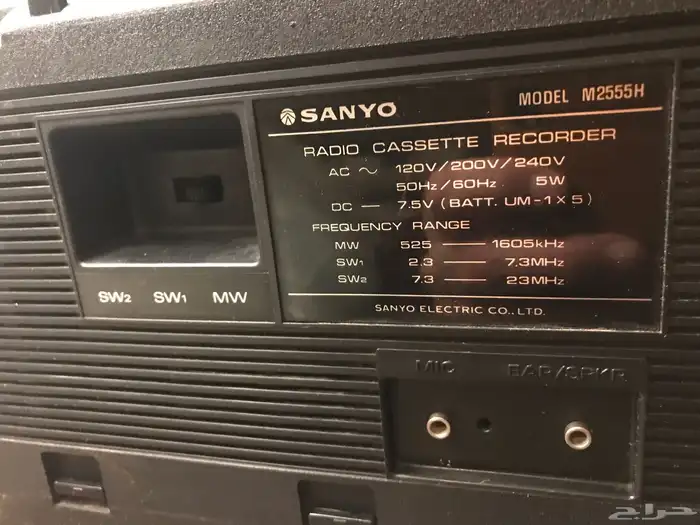 SANYO MODEL M2555H
RADIO CASSETTE RECORDER
AC ~ 120V/200V/240V
50Hz/60Hz 5W
DC — 7.5V (BATT. UM-1 X 5)
FREQUENCY RANGE
MW 525 — 1605kHz
SW1 2.3 — 7.3MHz
SW2 7.3 — 23MHz
SANYO ELECTRIC CO., LTD.
SW2 SW1 MW
MIC EAR/SPKR
حراج